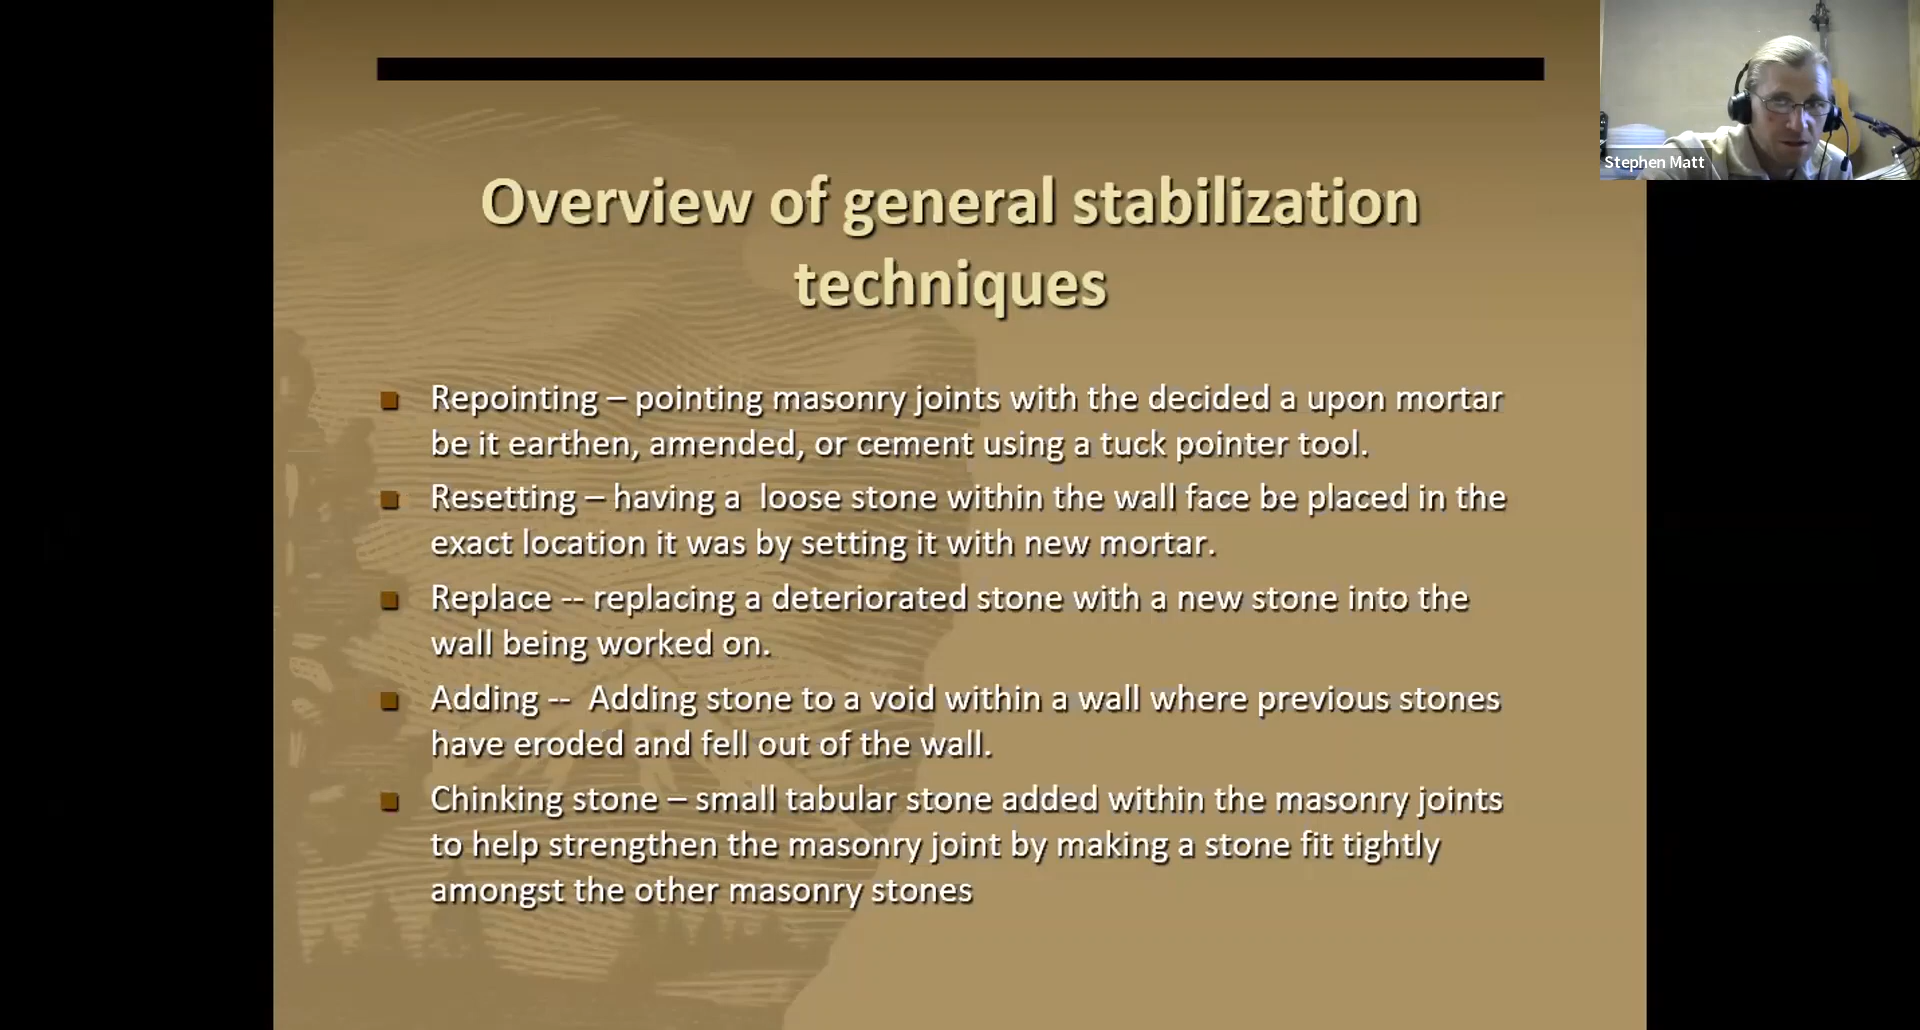 Overview of general stabilization
techniques
Repointing – pointing masonry joints with the decided a upon mortar
be it earthen, amended, or cement using a tuck pointer tool.
Resetting – having a  loose stone within the wall face be placed in the
exact location it was by setting it with new mortar.
Replace -- replacing a deteriorated stone with a new stone into the
wall being worked on.
Adding --  Adding stone to a void within a wall where previous stones
have eroded and fell out of the wall.
Chinking stone – small tabular stone added within the masonry joints
to help strengthen the masonry joint by making a stone fit tightly
amongst the other masonry stones
Stephen Matt